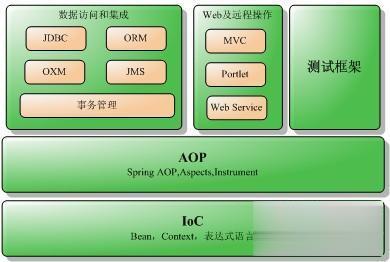 数据访问和集成
JDBC
ORM
OXM
JMS
事务管理
Web及远程操作
MVC
Portlet
Web Service
测试框架
AOP
Spring AOP,Aspects,Instrument
IoC
Bean，Context，表达式语言